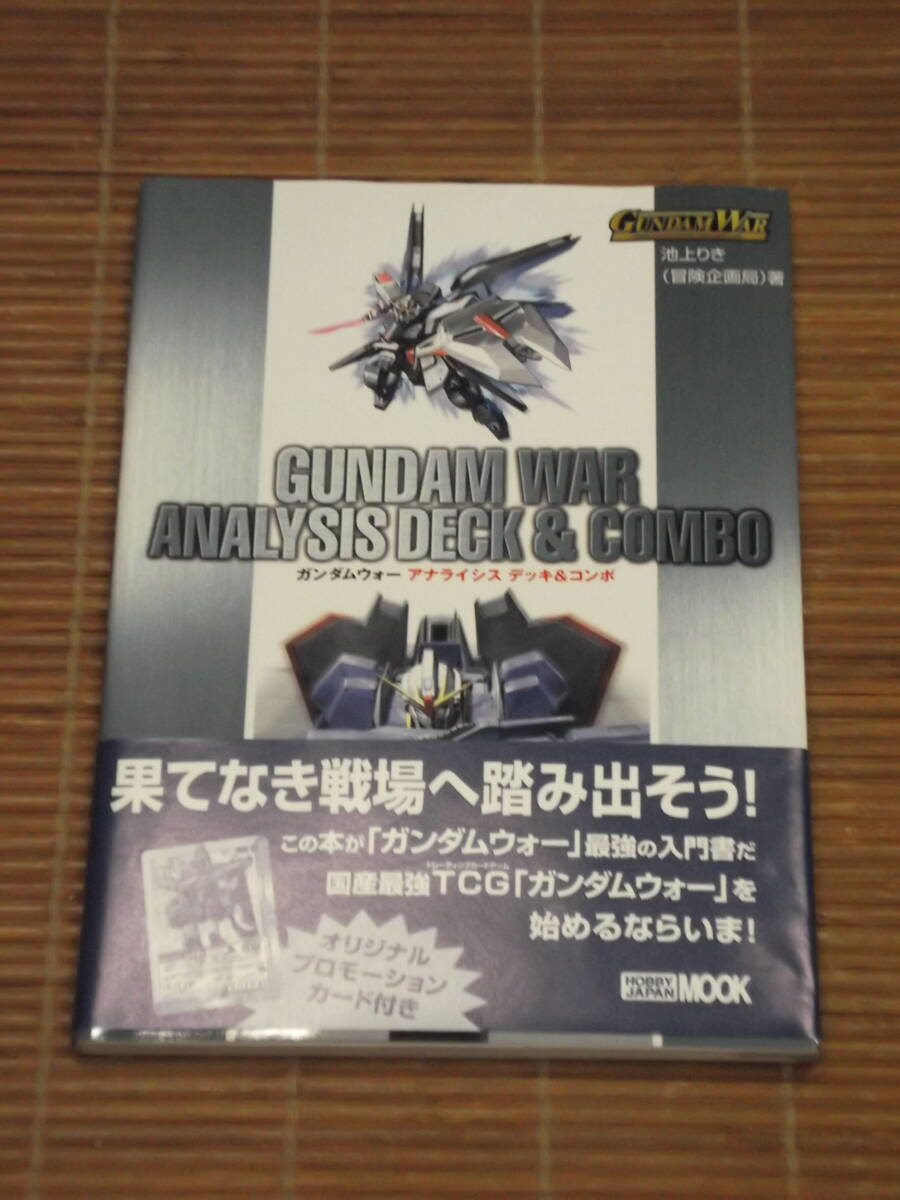 GUNDAM WAR
池上りき
(冒険企画局)著
GUNDAM WAR
ANALYSIS DECK & COMBO
ガンダムウォー アナライシス デッキ&コンボ
果てなき戦場へ踏み出そう!
この本が「ガンダムウォー」最強の入門書だ
トレーディングカードゲーム
国産最強TCG「ガンダムウォー」を
始めるならいま!
オリジナル
プロモーション
カード付き
HOBBY
JAPAN MOOK